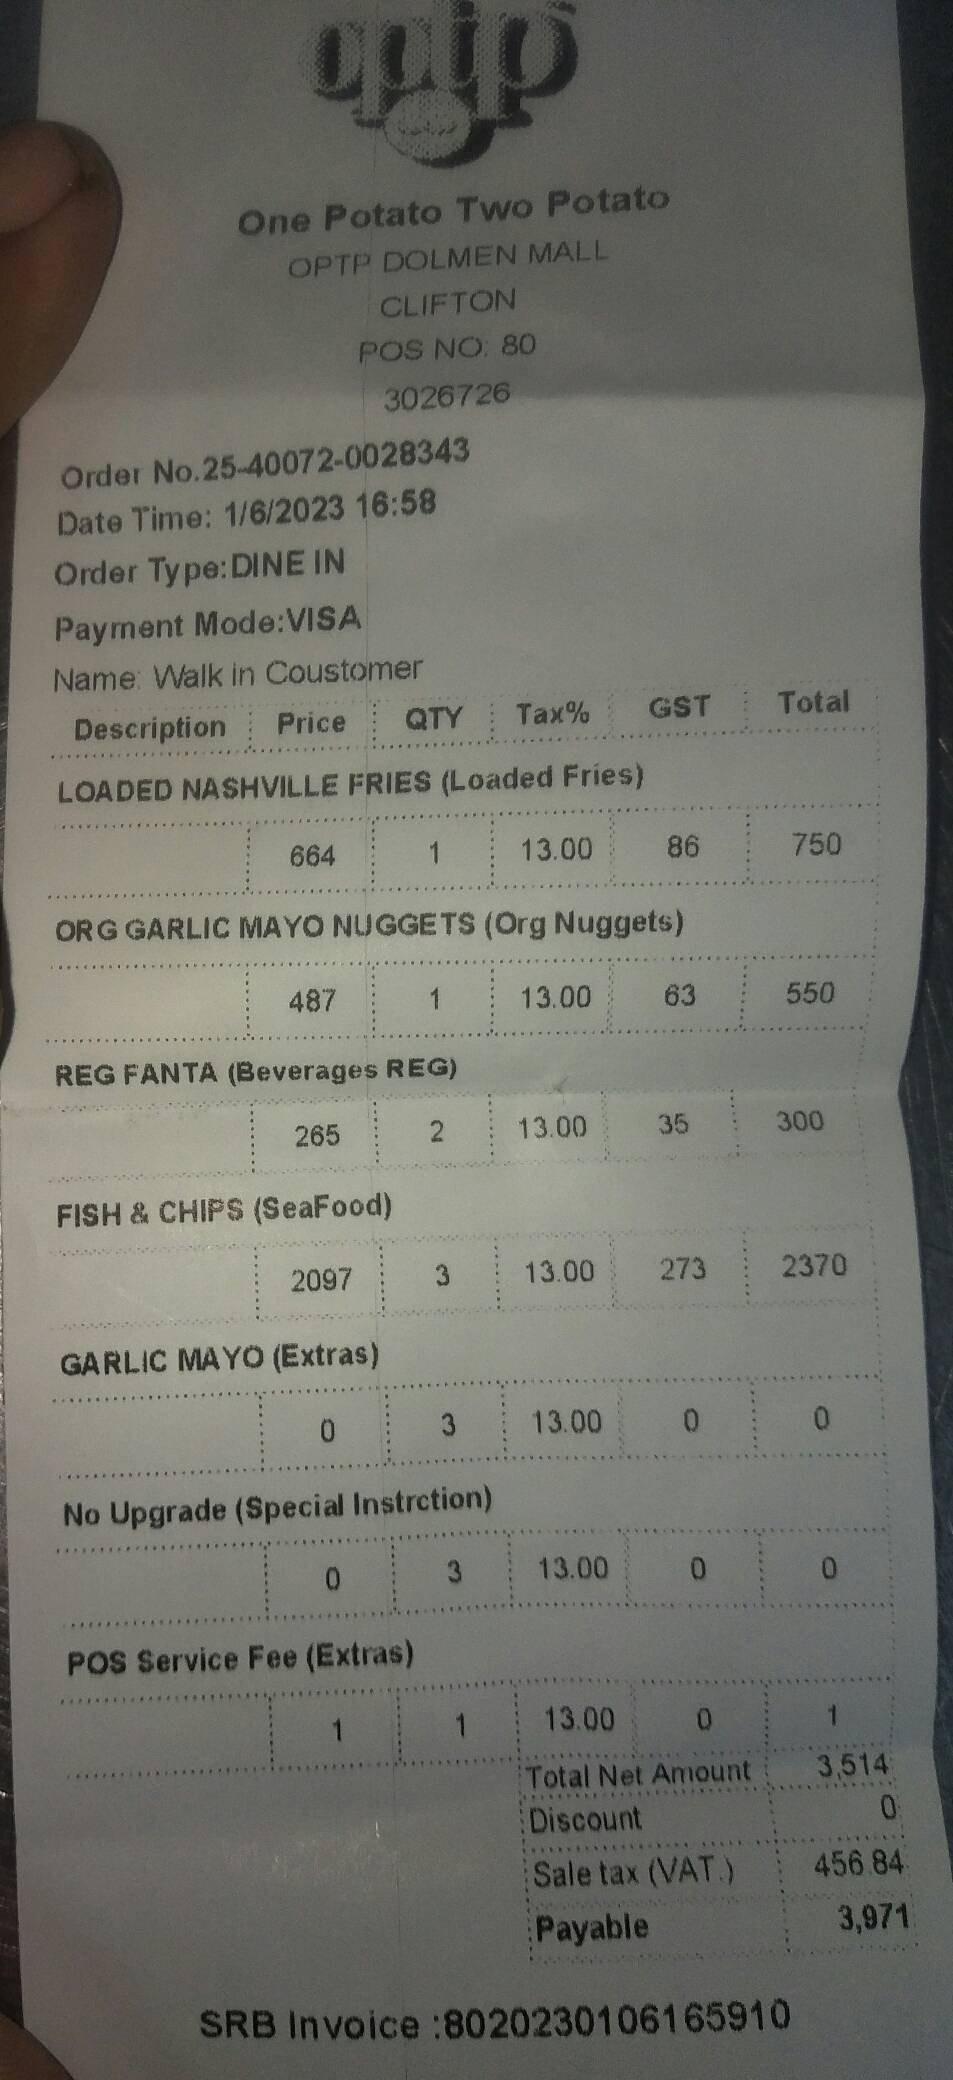 optp
One Potato Two Potato
OPTP DOLMEN MALL
CLIFTON
POS NO: 80
3026726
Order No.25-40072-0028343
Date Time: 1/6/2023 16:58
Order Type:DINE IN
Payment Mode:VISA
Name: Walk in Coustomer
Description Price QTY Tax% GST Total
LOADED NASHVILLE FRIES (Loaded Fries)
664 1 13.00 86 750
ORG GARLIC MAYO NUGGETS (Org Nuggets)
487 1 13.00 63 550
REG FANTA (Beverages REG)
265 2 13.00 35 300
FISH & CHIPS (SeaFood)
2097 3 13.00 273 2370
GARLIC MAYO (Extras)
0 3 13.00 0 0
No Upgrade (Special Instrction)
0 3 13.00 0 0
POS Service Fee (Extras)
1 1 13.00 0 1
Total Net Amount 3,514
Discount 0
Sale tax (VAT.) 456.84
Payable 3,971
SRB Invoice :8020230106165910